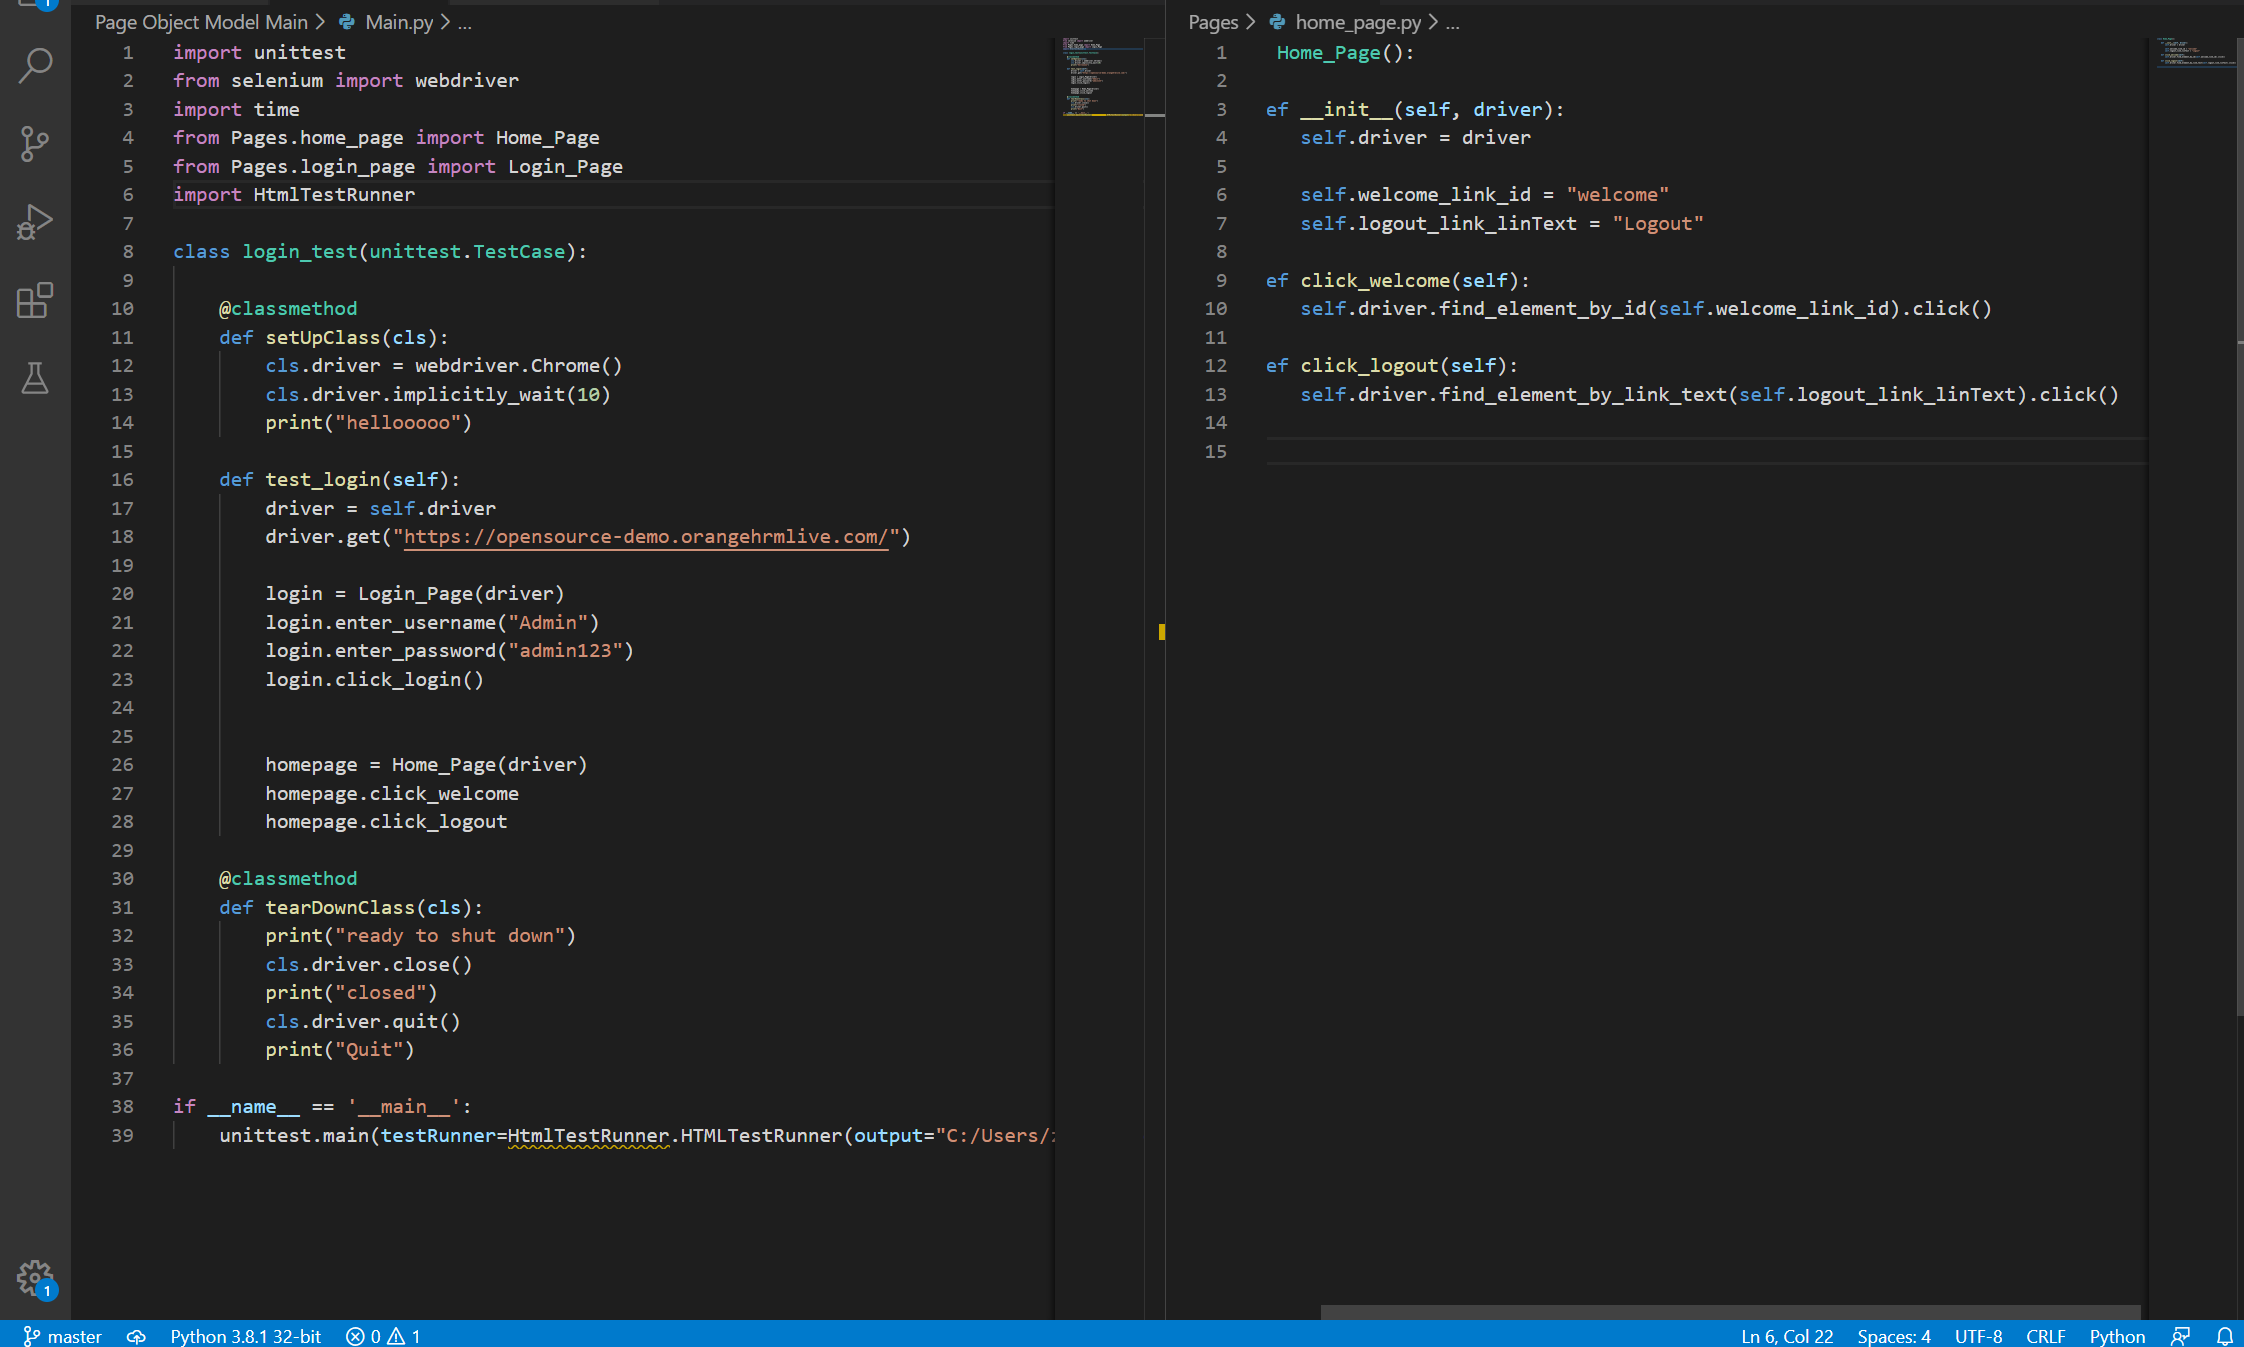 1
Page Object Model Main > Main.py > ...
1 import unittest
2 from selenium import webdriver
3 import time
4 from Pages.home_page import Home_Page
5 from Pages.login_page import Login_Page
6 import HtmlTestRunner
7
8 class login_test(unittest.TestCase):
9
10 @classmethod
11 def setUpClass(cls):
12 cls.driver = webdriver.Chrome()
13 cls.driver.implicitly_wait(10)
14 print("hellooooo")
15
16 def test_login(self):
17 driver = self.driver
18 driver.get("https://opensource-demo.orangehrmlive.com/")
19
20 login = Login_Page(driver)
21 login.enter_username("Admin")
22 login.enter_password("admin123")
23 login.click_login()
24
25
26 homepage = Home_Page(driver)
27 homepage.click_welcome
28 homepage.click_logout
29
30 @classmethod
31 def tearDownClass(cls):
32 print("ready to shut down")
33 cls.driver.close()
34 print("closed")
35 cls.driver.quit()
36 print("Quit")
37
38 if __name__ == '__main__':
39 unittest.main(testRunner=HtmlTestRunner.HTMLTestRunner(output="C:/Users/
Pages > home_page.py > ...
1 Home_Page():
2
3 ef __init__(self, driver):
4 self.driver = driver
5
6 self.welcome_link_id = "welcome"
7 self.logout_link_linText = "Logout"
8
9 ef click_welcome(self):
10 self.driver.find_element_by_id(self.welcome_link_id).click()
11
12 ef click_logout(self):
13 self.driver.find_element_by_link_text(self.logout_link_linText).click()
14
15
1
master Python 3.8.1 32-bit 0 1 Ln 6, Col 22 Spaces: 4 UTF-8 CRLF Python